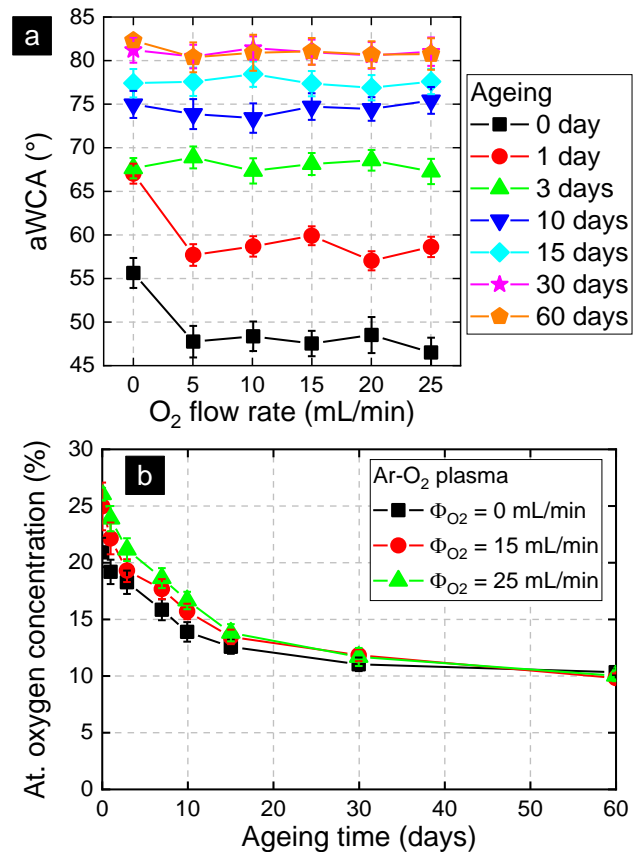 a
85
80
75
70
65
60
55
50
45
aWCA (°)
0 5 10 15 20 25
O₂ flow rate (mL/min)
Ageing
0 day
1 day
3 days
10 days
15 days
30 days
60 days
b
30
25
20
15
10
5
0
At. oxygen concentration (%)
Ar-O₂ plasma
Φ_O2 = 0 mL/min
Φ_O2 = 15 mL/min
Φ_O2 = 25 mL/min
0 10 20 30 40 50 60
Ageing time (days)